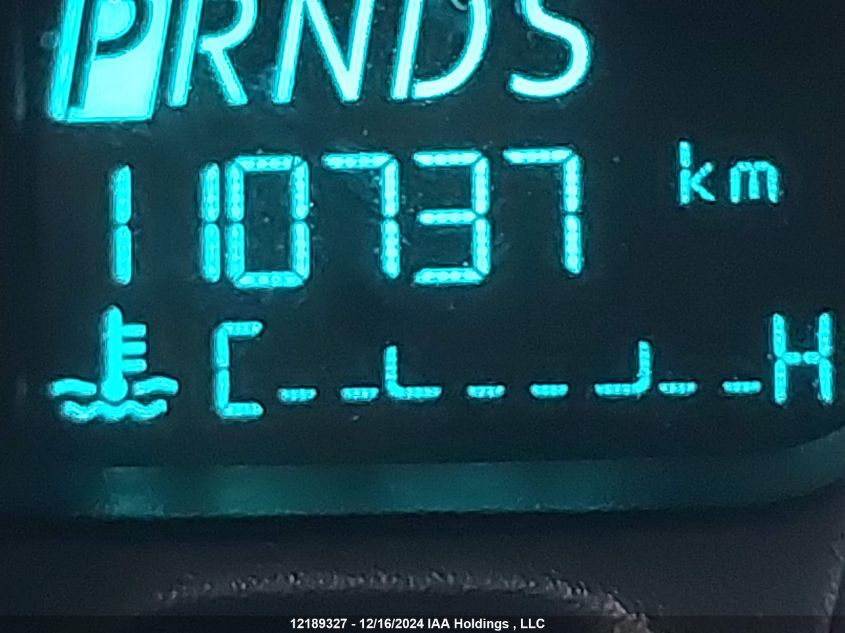 PRNDS
110737 km
C H
12189327 - 12/16/2024 IAA Holdings , LLC